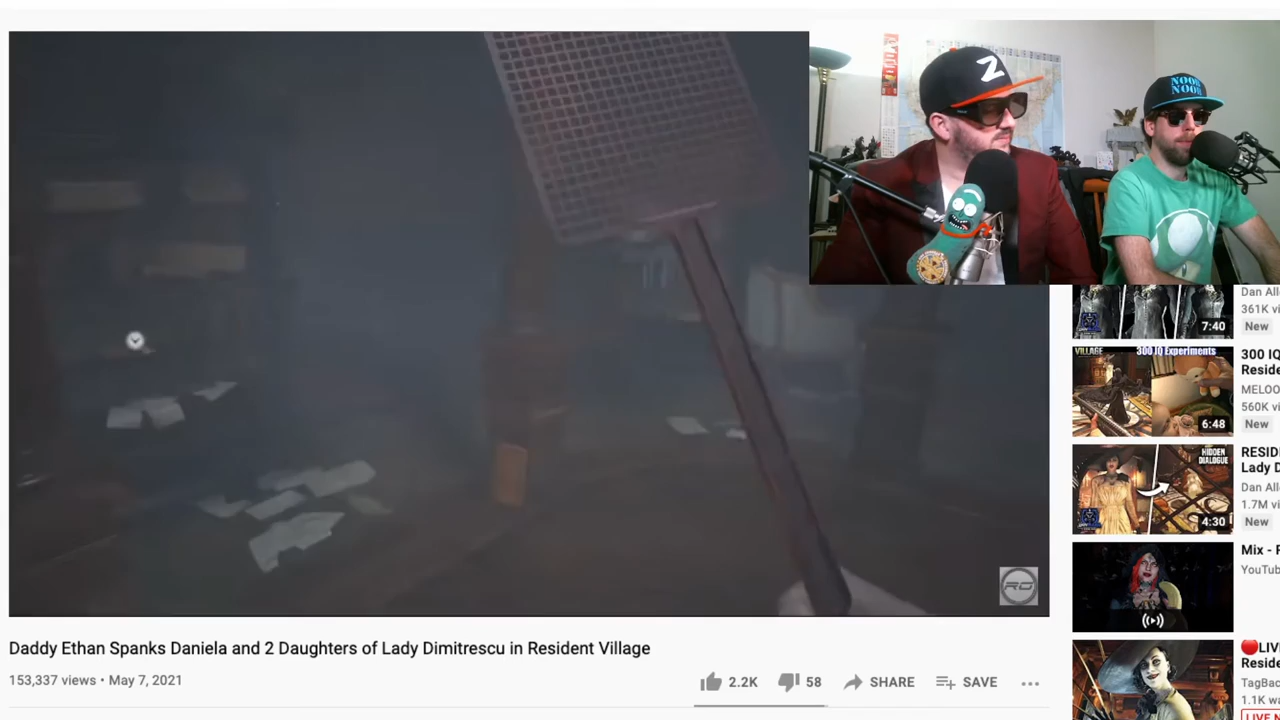 Z
NOOB
NOOB
RO
Daddy Ethan Spanks Daniela and 2 Daughters of Lady Dimitrescu in Resident Village
153,337 views • May 7, 2021
2.2K
58
SHARE
SAVE
Dan All
361K vi
New
7:40
VILLAGE
300 IQ Experiments
6:48
300 IQ
Reside
MELOO
560K vi
New
HIDDEN
DIALOGUE
4:30
RESID
Lady D
Dan All
1.7M vi
New
Mix - R
YouTub
LIV
Reside
TagBac
1.1K wa
LIVE N